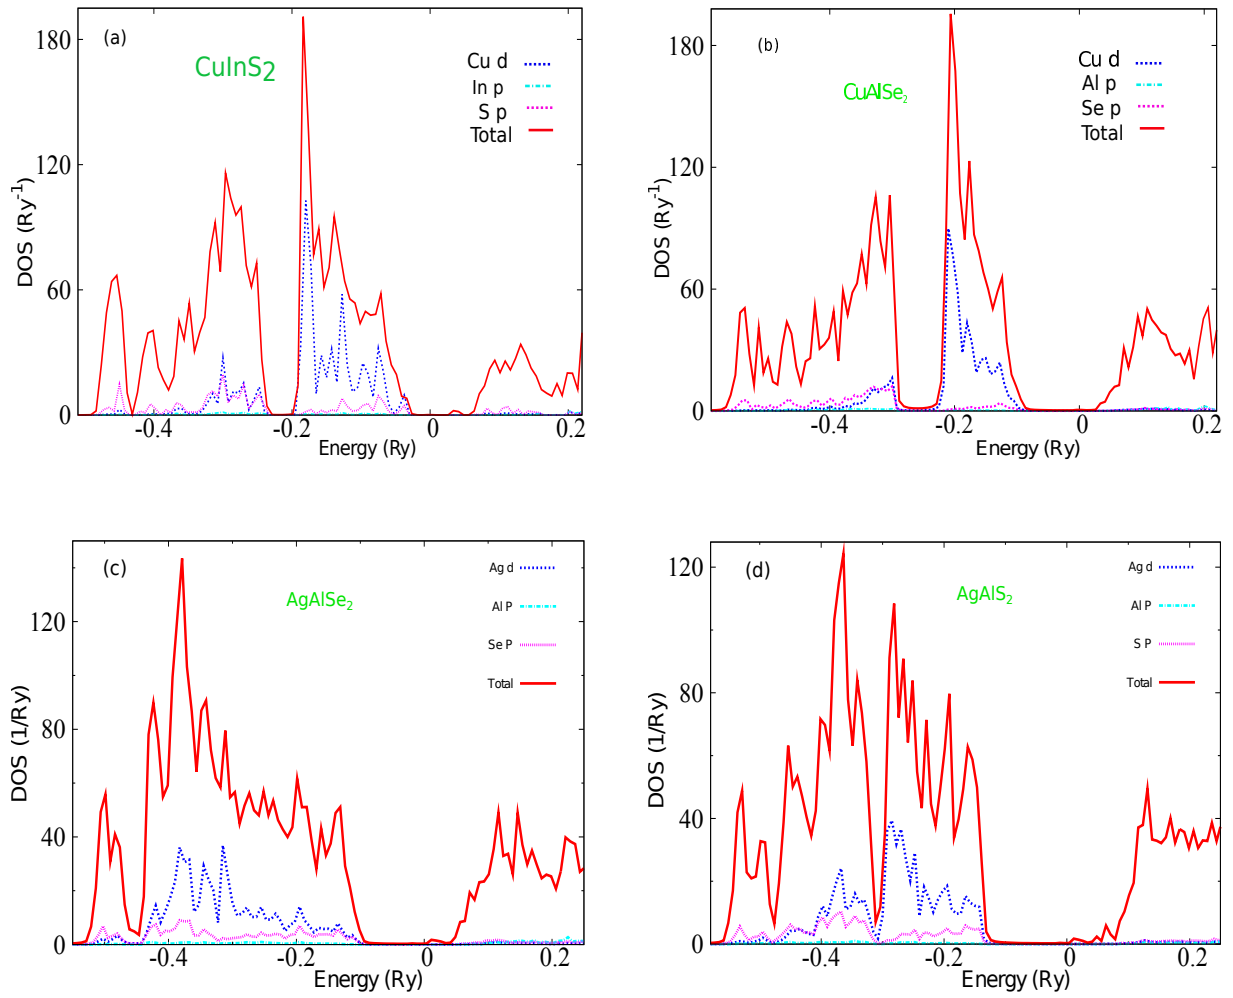 (a)
CuInS2
Cu d
In p
S p
Total
180
120
60
0
DOS (Ry-1)
-0.4
-0.2
0
0.2
Energy (Ry)
(b)
CuAlSe2
Cu d
Al p
Se p
Total
180
120
60
0
DOS (Ry-1)
-0.4
-0.2
0
0.2
Energy (Ry)
(c)
AgAlSe2
Ag d
Al P
Se P
Total
120
80
40
0
DOS (1/Ry)
-0.4
-0.2
0
0.2
Energy (Ry)
(d)
AgAlS2
Ag d
Al P
S P
Total
120
80
40
0
DOS (1/Ry)
-0.4
-0.2
0
0.2
Energy (Ry)